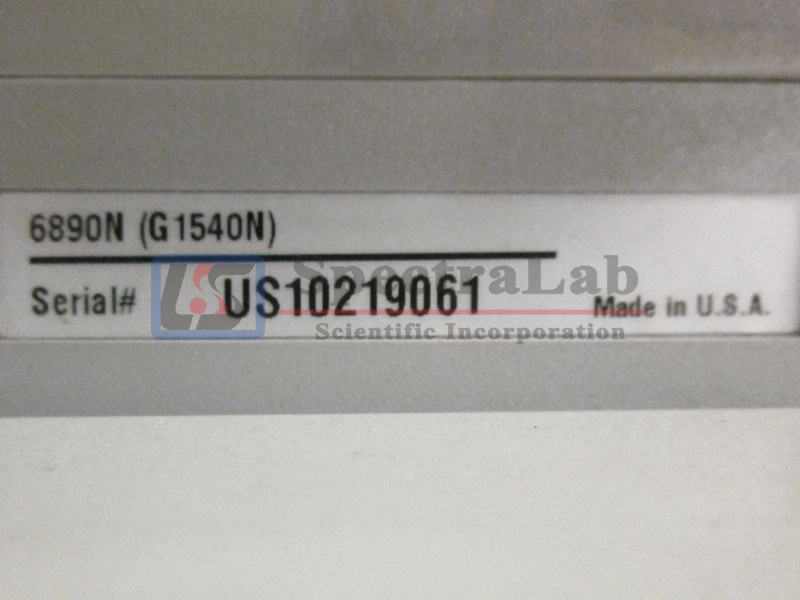 6890N (G1540N)
SpectraLab
Serial# US10219061 Made in U.S.A.
Scientific Incorporation